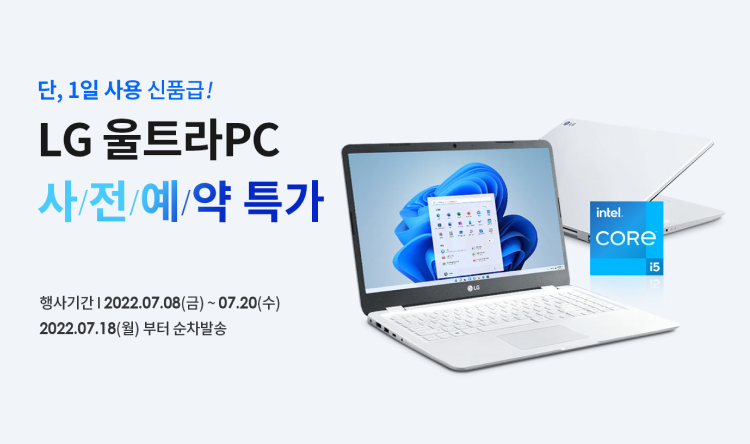 단, 1일 사용 신품급!
LG 울트라PC
사/전/예/약 특가
행사기간 I 2022.07.08(금) ~ 07.20(수)
2022.07.18(월) 부터 순차발송
intel.
CORE
i5
LG
LG